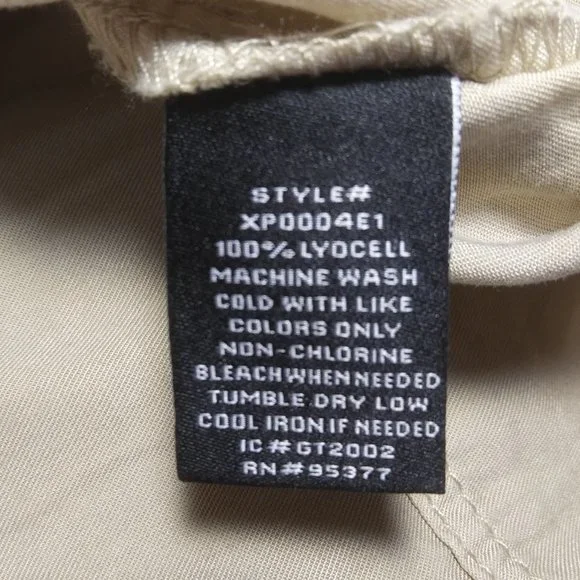 STYLE#
XP0004E1
100% LYOCELL
MACHINE WASH
COLD WITH LIKE
COLORS ONLY
NON-CHLORINE
BLEACH WHEN NEEDED
TUMBLE DRY LOW
COOL IRON IF NEEDED
IC # GT2002
RN # 95377